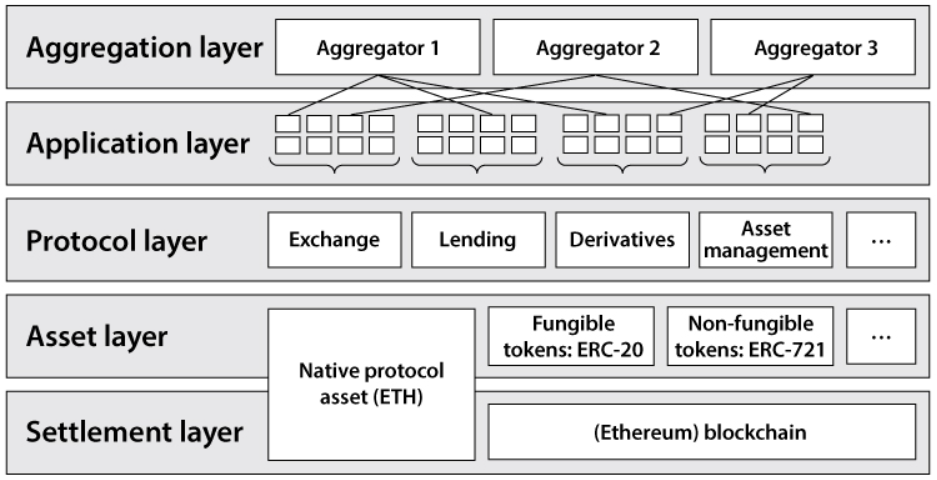 Aggregation layer
Aggregator 1
Aggregator 2
Aggregator 3
Application layer
Protocol layer
Exchange
Lending
Derivatives
Asset
management
...
Asset layer
Native protocol
asset (ETH)
Fungible
tokens: ERC-20
Non-fungible
tokens: ERC-721
...
Settlement layer
(Ethereum) blockchain